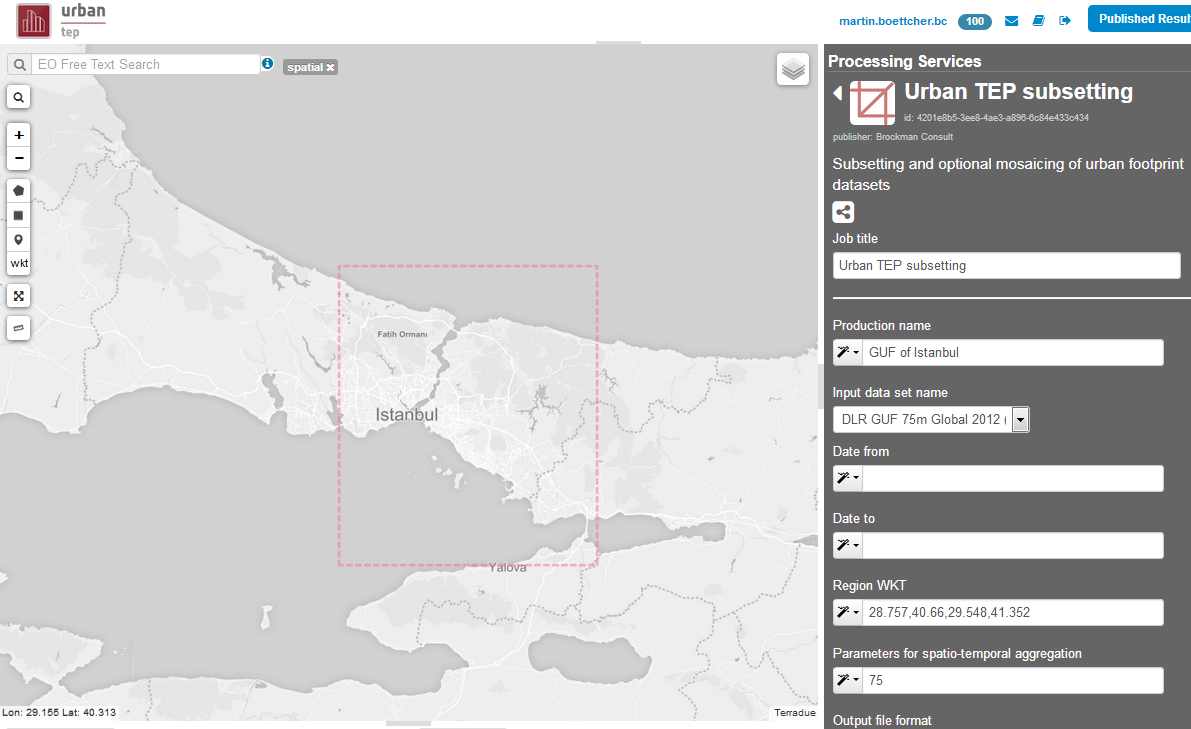 urban
tep
martin.boettcher.bc 100 Published Resul
EO Free Text Search
spatial
wkt
Fatih Ormanı
Istanbul
Yalova
Lon: 29.155 Lat: 40.313
Terradue
Processing Services
Urban TEP subsetting
id: 4201e8b5-3ee8-4ae3-a896-6c84e433c434
publisher: Brockman Consult
Subsetting and optional mosaicing of urban footprint
datasets
Job title
Urban TEP subsetting
Production name
GUF of Istanbul
Input data set name
DLR GUF 75m Global 2012 (
Date from
Date to
Region WKT
28.757,40.66,29.548,41.352
Parameters for spatio-temporal aggregation
75
Output file format